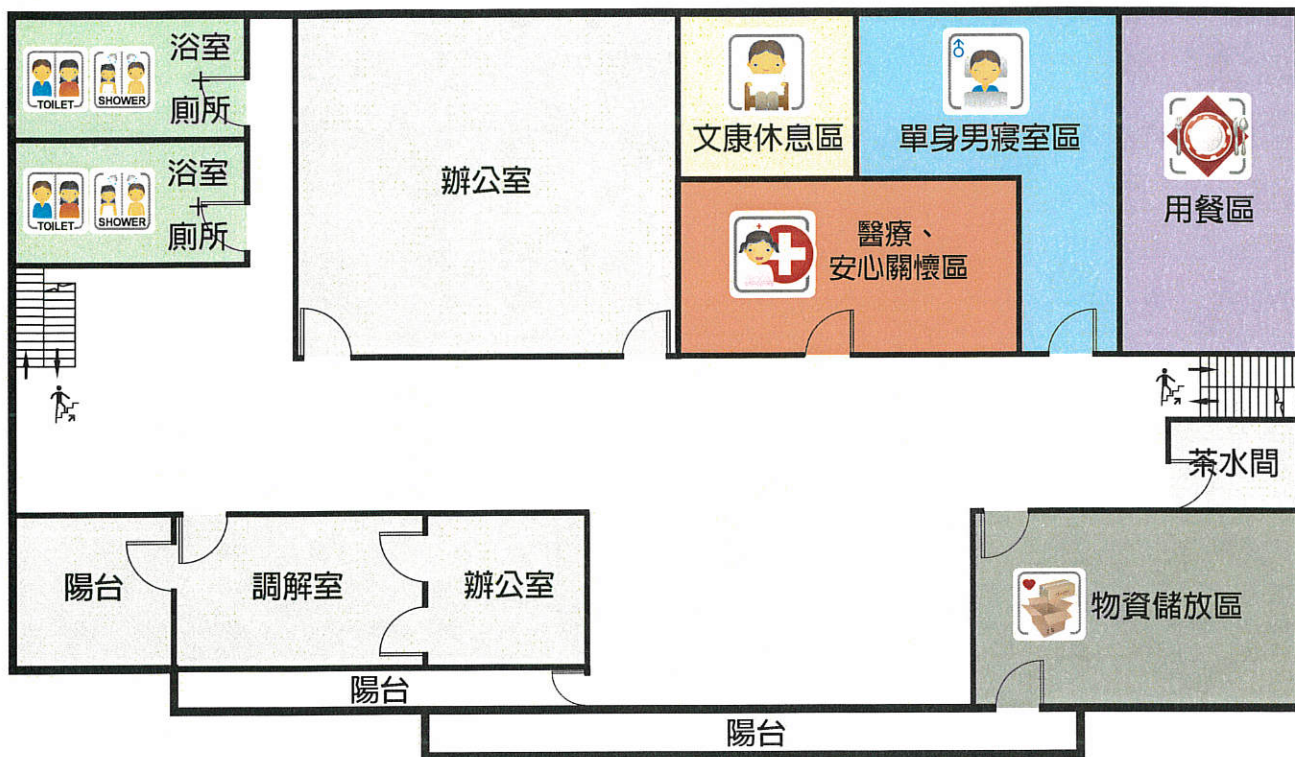 TOILET
SHOWER
浴室
廁所
TOILET
SHOWER
浴室
廁所
辦公室
文康休息區
♂
單身男寢室區
用餐區
醫療、
安心關懷區
茶水間
陽台
調解室
辦公室
物資儲放區
陽台
陽台